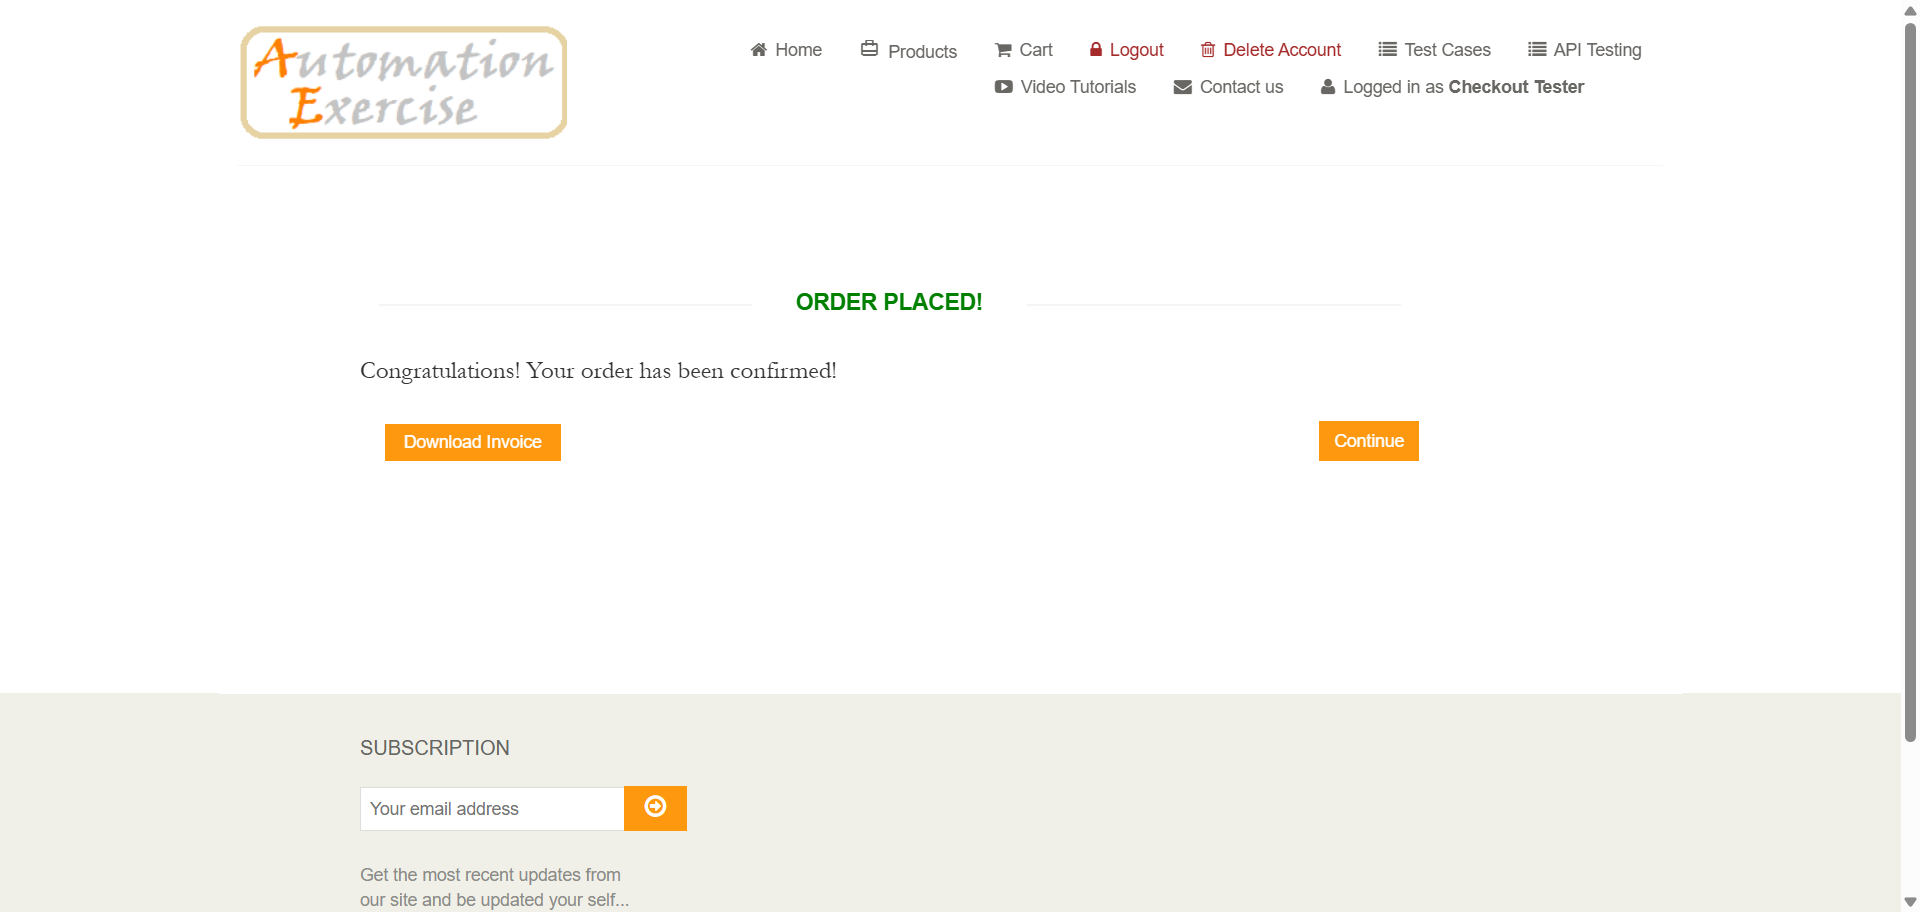 Automation
Exercise
Home
Products
Cart
Logout
Delete Account
Test Cases
API Testing
Video Tutorials
Contact us
Logged in as Checkout Tester
ORDER PLACED!
Congratulations! Your order has been confirmed!
Download Invoice
Continue
SUBSCRIPTION
Your email address
Get the most recent updates from
our site and be updated your self...